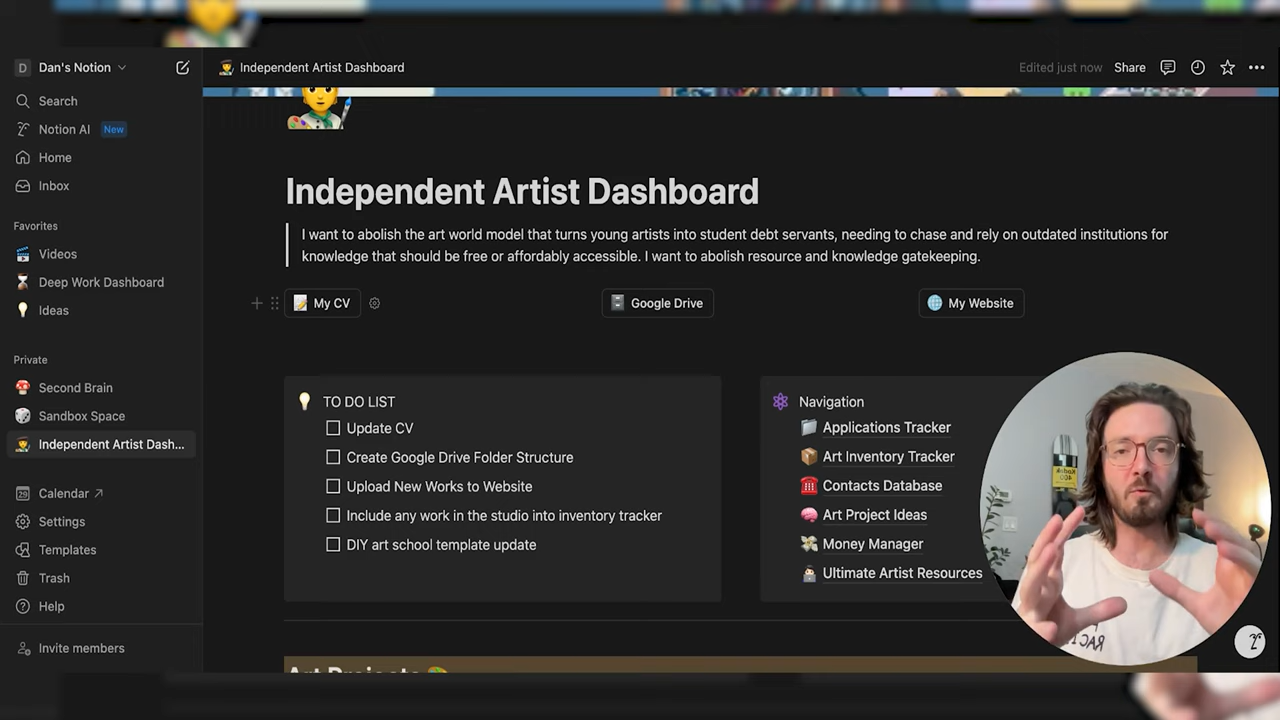 D Dan's Notion
Independent Artist Dashboard
Edited just now
Share
Search
Notion AI New
Home
Inbox
Favorites
Videos
Deep Work Dashboard
Ideas
Private
Second Brain
Sandbox Space
Independent Artist Dash...
29 Calendar ↗
Settings
Templates
Trash
Help
Invite members
Independent Artist Dashboard
I want to abolish the art world model that turns young artists into student debt servants, needing to chase and rely on outdated institutions for
knowledge that should be free or affordably accessible. I want to abolish resource and knowledge gatekeeping.
My CV
Google Drive
My Website
TO DO LIST
Update CV
Create Google Drive Folder Structure
Upload New Works to Website
Include any work in the studio into inventory tracker
DIY art school template update
Navigation
Applications Tracker
Art Inventory Tracker
Contacts Database
Art Project Ideas
Money Manager
Ultimate Artist Resources
Kodak
400
Art Projects